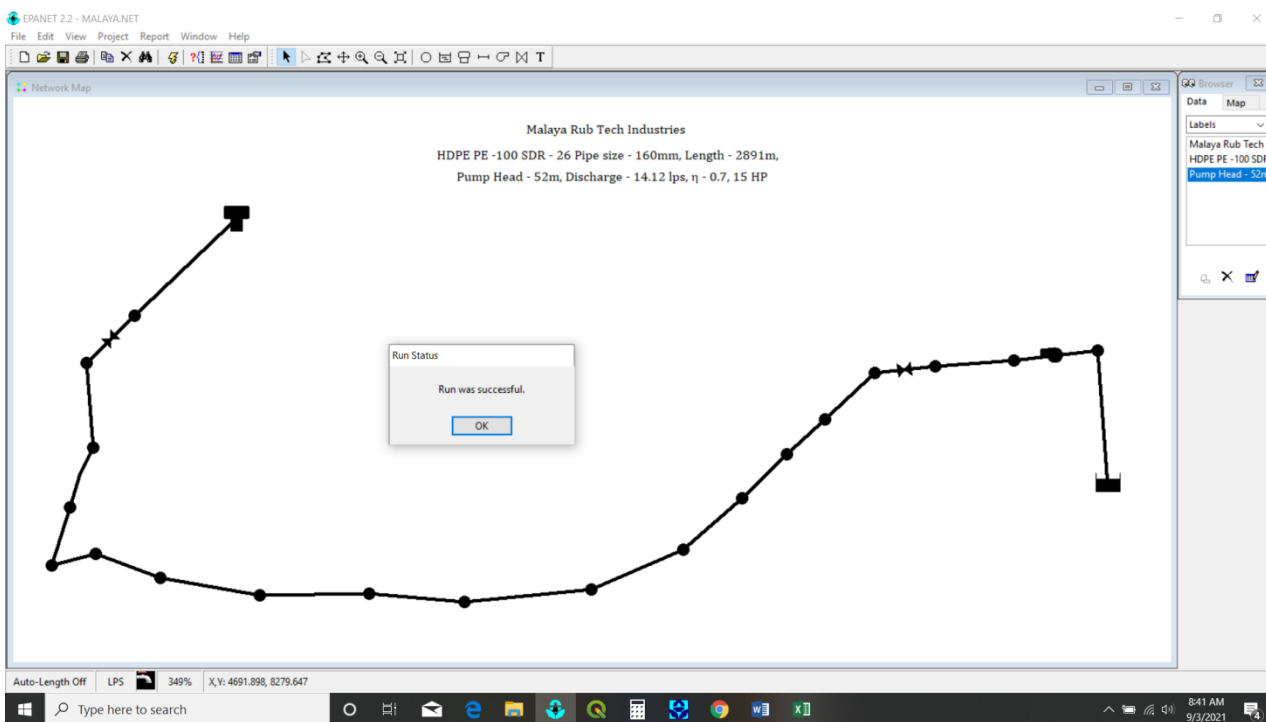 EPANET 2.2 - MALAYA.NET
File Edit View Project Report Window Help
T
Network Map
Browser
Data Map
Labels
Malaya Rub Tech
HDPE PE -100 SDR
Pump Head - 52m
Malaya Rub Tech Industries
HDPE PE -100 SDR - 26 Pipe size - 160mm, Length - 2891m,
Pump Head - 52m, Discharge - 14.12 lps, η - 0.7, 15 HP
Run Status
Run was successful.
OK
Auto-Length Off LPS 349% X,Y: 4691.898, 8279.647
Type here to search
8:41 AM
9/3/2021
4